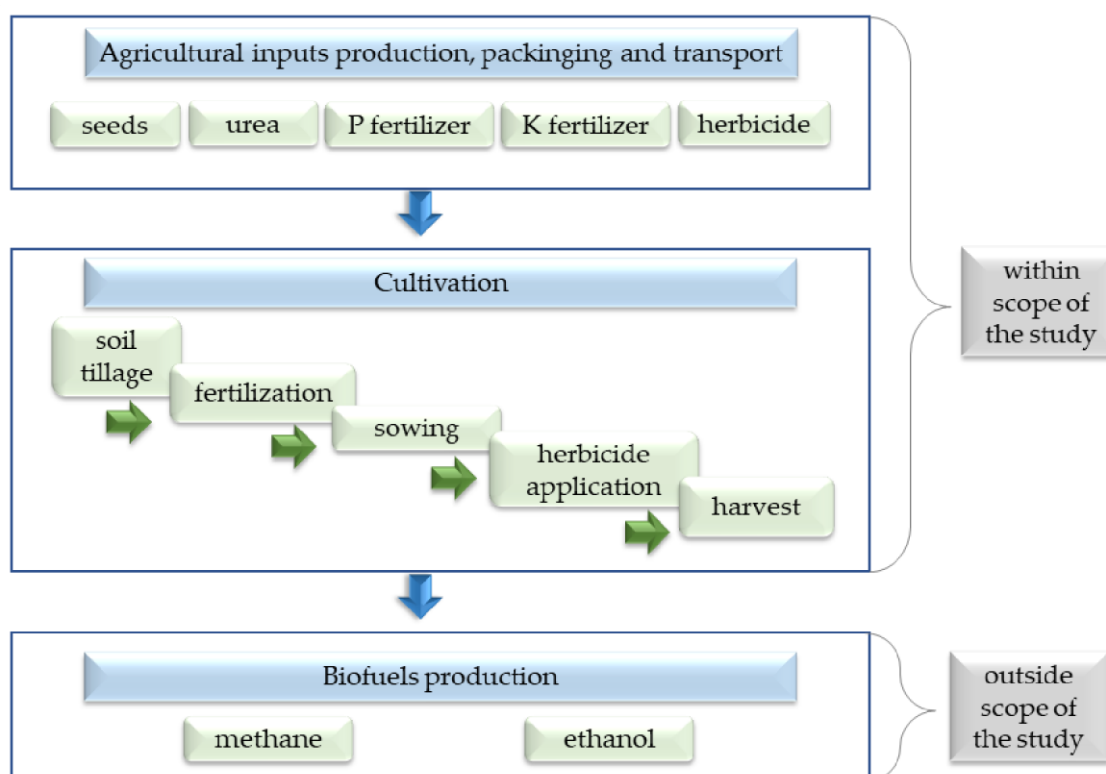 Agricultural inputs production, packinging and transport
seeds
urea
P fertilizer
K fertilizer
herbicide
Cultivation
soil
tillage
fertilization
sowing
herbicide
application
harvest
within
scope of
the study
Biofuels production
methane
ethanol
outside
scope of
the study